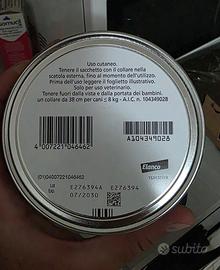 Uso cutaneo.
Tenere il sacchetto con il collare nella
scatola esterna, fino al momento dell'utilizzo.
Prima dell'uso leggere il foglietto illustrativo.
Solo per uso veterinario.
Tenere fuori dalla vista e dalla portata dei bambini.
un collare da 38 cm per cani ≤ 8 kg - A.I.C. n. 104349028
4 007221 046462
A104349028
Elanco
(01)04007221046462
Lot E276394A E276394
07/2030
Subito